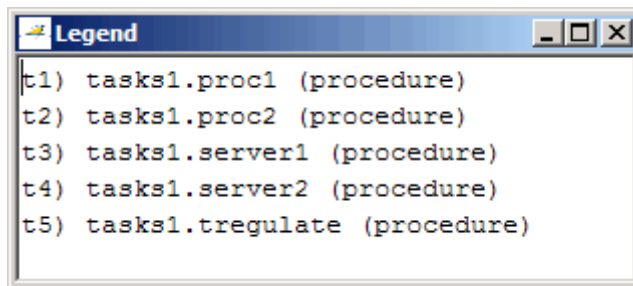 Legend
t1) tasks1.proc1 (procedure)
t2) tasks1.proc2 (procedure)
t3) tasks1.server1 (procedure)
t4) tasks1.server2 (procedure)
t5) tasks1.tregulate (procedure)